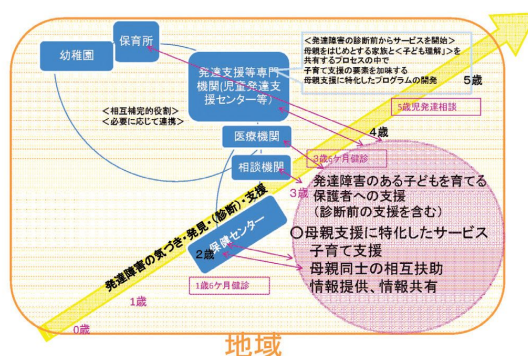 幼稚園
保育所
発達支援等専門
機関(児童発達支
援センター等)
医療機関
相談機関
保健センター
<相互補完的役割>
<必要に応じて連携>
<発達障害の診断前からサービスを開始>
母親をはじめとする家族と<子ども理解」>を
共有するプロセスの中で
子育て支援の要素を加味する
母親支援に特化したプログラムの開発
5歳
5歳児発達相談
4歳
3歳6ケ月健診
3歳
発達障害のある子どもを育てる
保護者への支援
(診断前の支援を含む)
〇母親支援に特化したサービス
子育て支援
母親同士の相互扶助
情報提供、情報共有
発達障害の気づき・発見・(診断)・支援
2歳
1歳6ケ月健診
1歳
0歳
地域